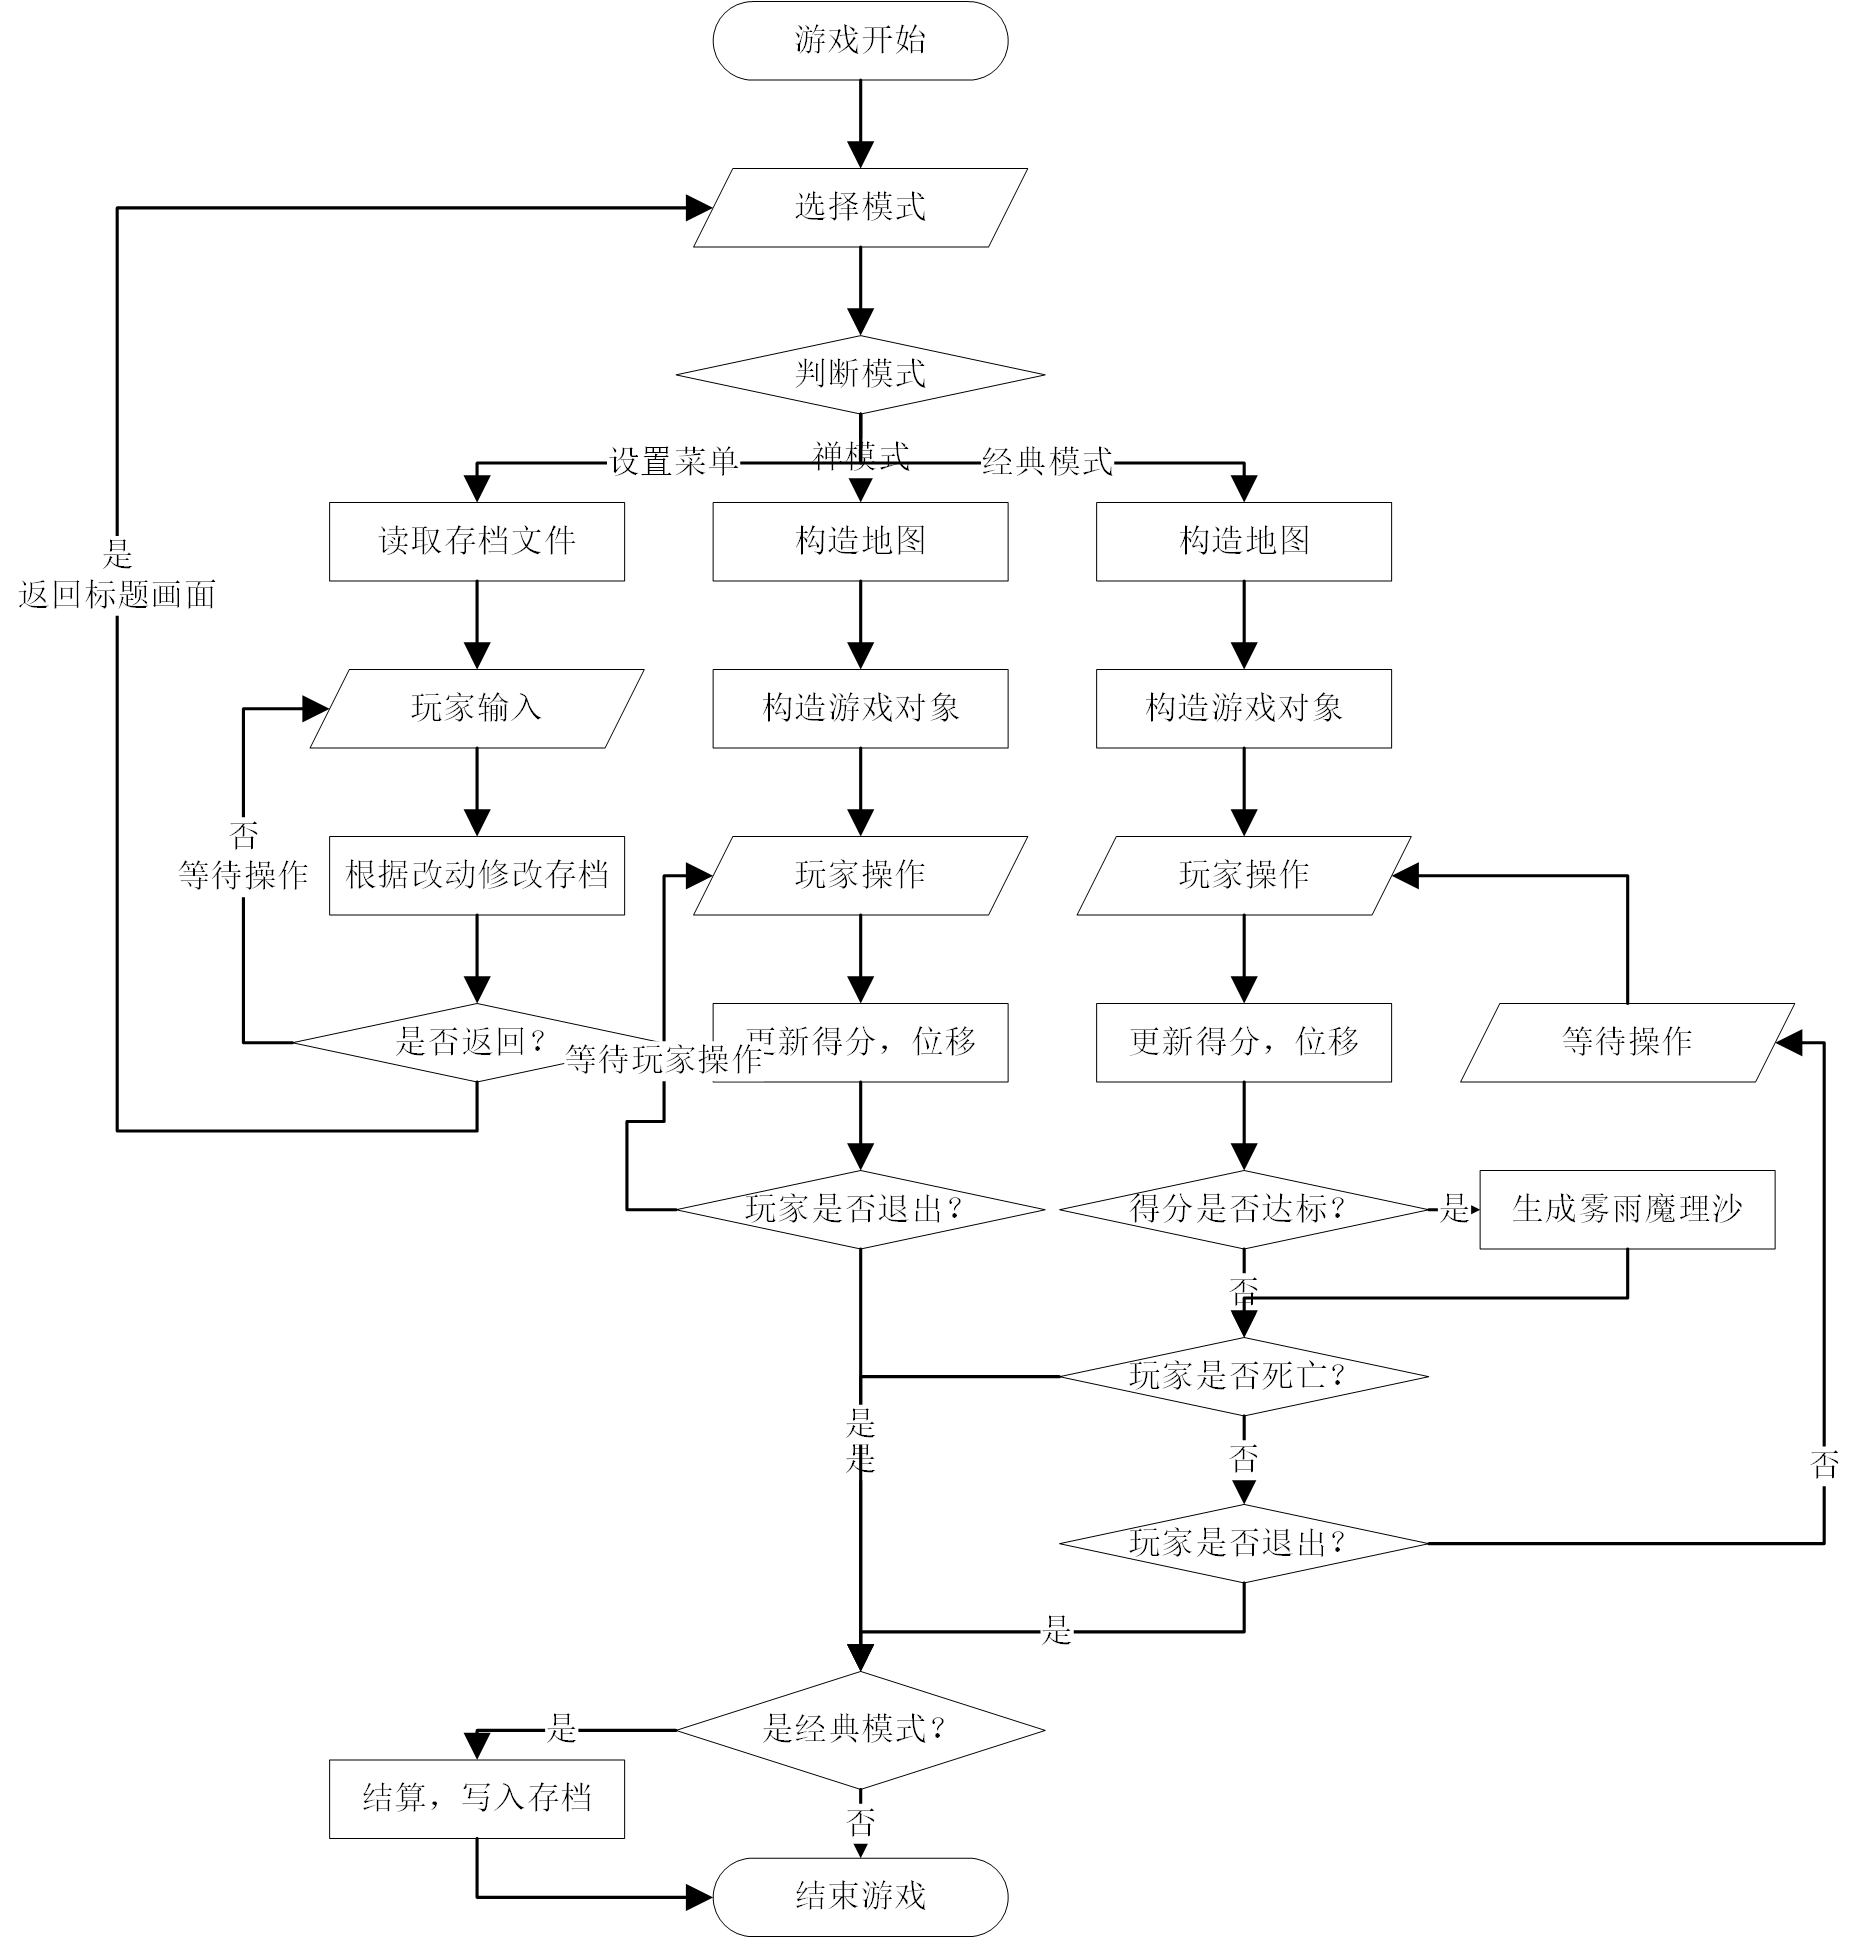 游戏开始
选择模式
判断模式
设置菜单
禅模式
经典模式
读取存档文件
构造地图
构造地图
是
返回标题画面
玩家输入
构造游戏对象
构造游戏对象
否
等待操作
根据改动修改存档
玩家操作
玩家操作
是否返回？
等待玩家操作
更新得分，位移
更新得分，位移
等待操作
玩家是否退出？
得分是否达标？
是
生成雾雨魔理沙
否
玩家是否死亡？
是
是
否
否
玩家是否退出？
是
是经典模式？
是
结算，写入存档
否
结束游戏